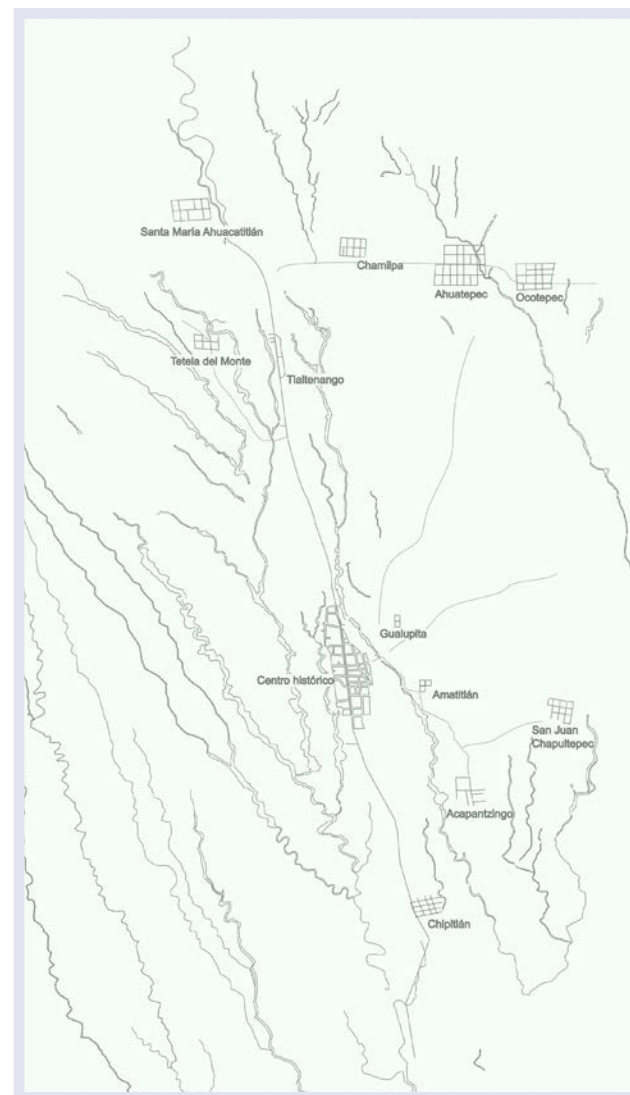 Santa María Ahuacatitlán
Chamilpa
Ahuatepec
Ocotepec
Tetela del Monte
Tlaltenango
Gualupita
Centro histórico
Amatitlán
San Juan
Chapultepec
Acapantzingo
Chipitlán